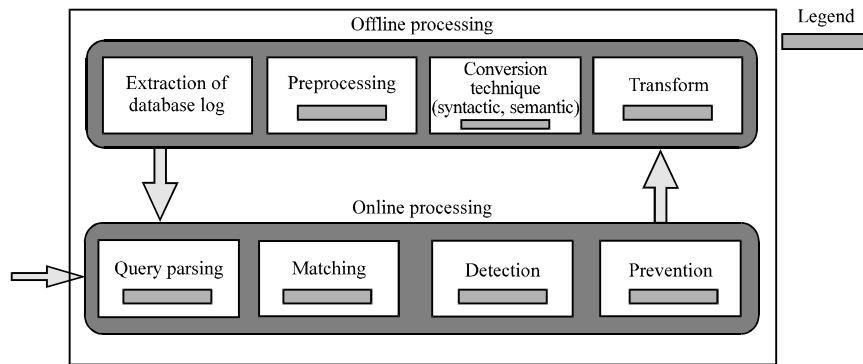 Offline processing
Legend
Extraction of
database log
Preprocessing
Conversion
technique
(syntactic, semantic)
Transform
Online processing
Query parsing
Matching
Detection
Prevention